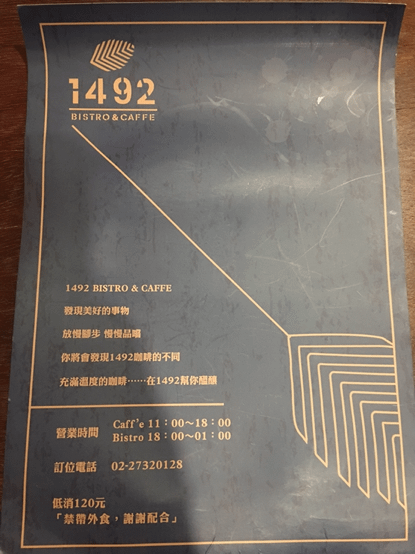 1492
BISTRO & CAFFE
1492 BISTRO & CAFFE
發現美好的事物
放慢腳步 慢慢品嚐
你將會發現1492咖啡的不同
充滿溫度的咖啡⋯⋯在1492幫你醞釀
營業時間 Caff'e 11：00～18：00
Bistro 18：00～01：00
訂位電話 02-27320128
低消120元
「禁帶外食，謝謝配合」